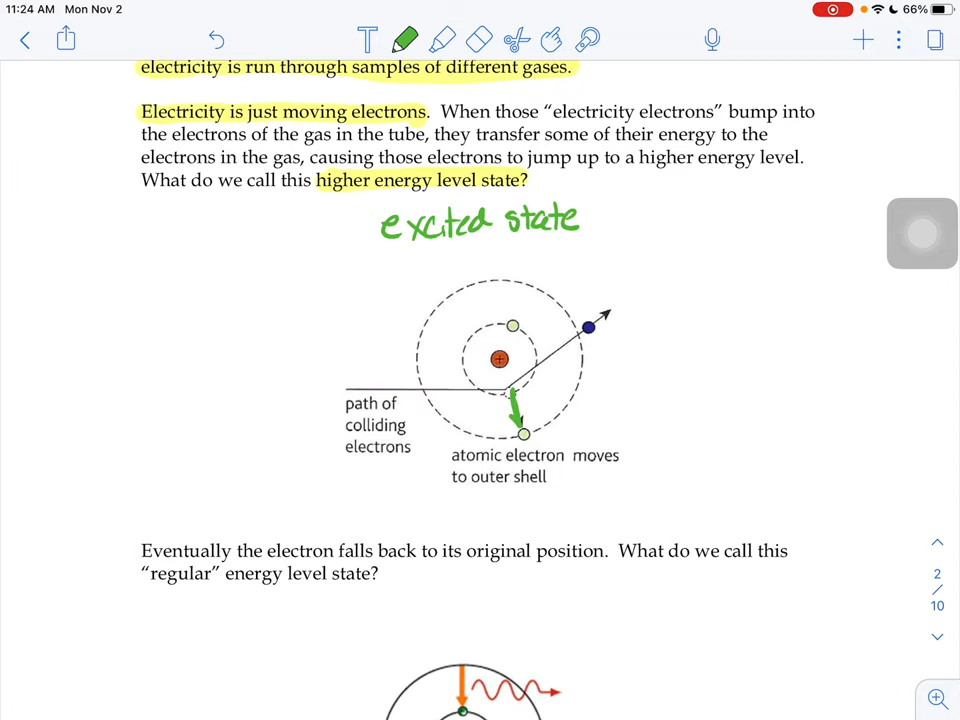 11:24 AM Mon Nov 2
66%
T
electricity is run through samples of different gases.
Electricity is just moving electrons. When those “electricity electrons” bump into
the electrons of the gas in the tube, they transfer some of their energy to the
electrons in the gas, causing those electrons to jump up to a higher energy level.
What do we call this higher energy level state?
excited state
+
path of
colliding
electrons
atomic electron moves
to outer shell
Eventually the electron falls back to its original position. What do we call this
“regular” energy level state?
2
/
10